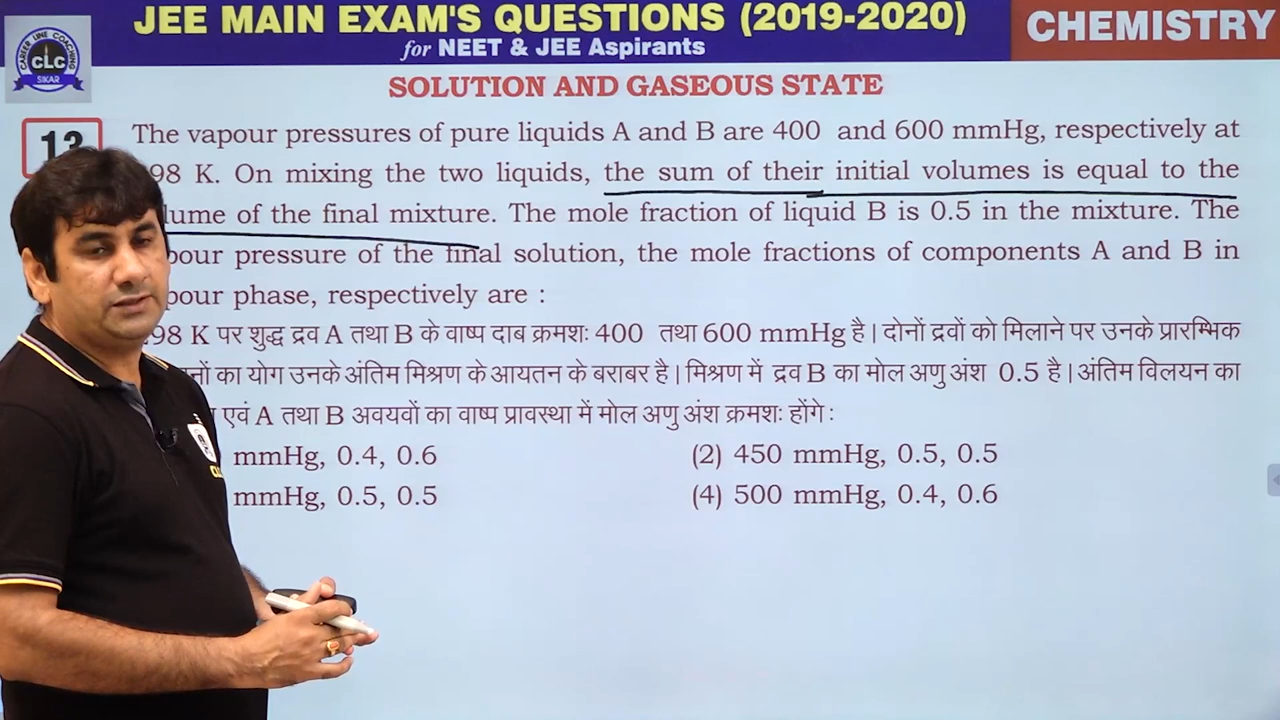 JEE MAIN EXAM'S QUESTIONS (2019-2020)
for NEET & JEE Aspirants
CHEMISTRY
CAREER LINE COACHING
CLC
SIKAR
SOLUTION AND GASEOUS STATE
13
The vapour pressures of pure liquids A and B are 400 and 600 mmHg, respectively at
98 K. On mixing the two liquids, the sum of their initial volumes is equal to the
lume of the final mixture. The mole fraction of liquid B is 0.5 in the mixture. The
pour pressure of the final solution, the mole fractions of components A and B in
pour phase, respectively are :
98 K पर शुद्ध द्रव A तथा B के वाष्प दाब क्रमशः 400 तथा 600 mmHg है। दोनों द्रवों को मिलाने पर उनके प्रारम्भिक
नों का योग उनके अंतिम मिश्रण के आयतन के बराबर है। मिश्रण में द्रव B का मोल अणु अंश 0.5 है। अंतिम विलयन का
एवं A तथा B अवयवों का वाष्प प्रावस्था में मोल अणु अंश क्रमशः होंगे :
mmHg, 0.4, 0.6
(2) 450 mmHg, 0.5, 0.5
mmHg, 0.5, 0.5
(4) 500 mmHg, 0.4, 0.6